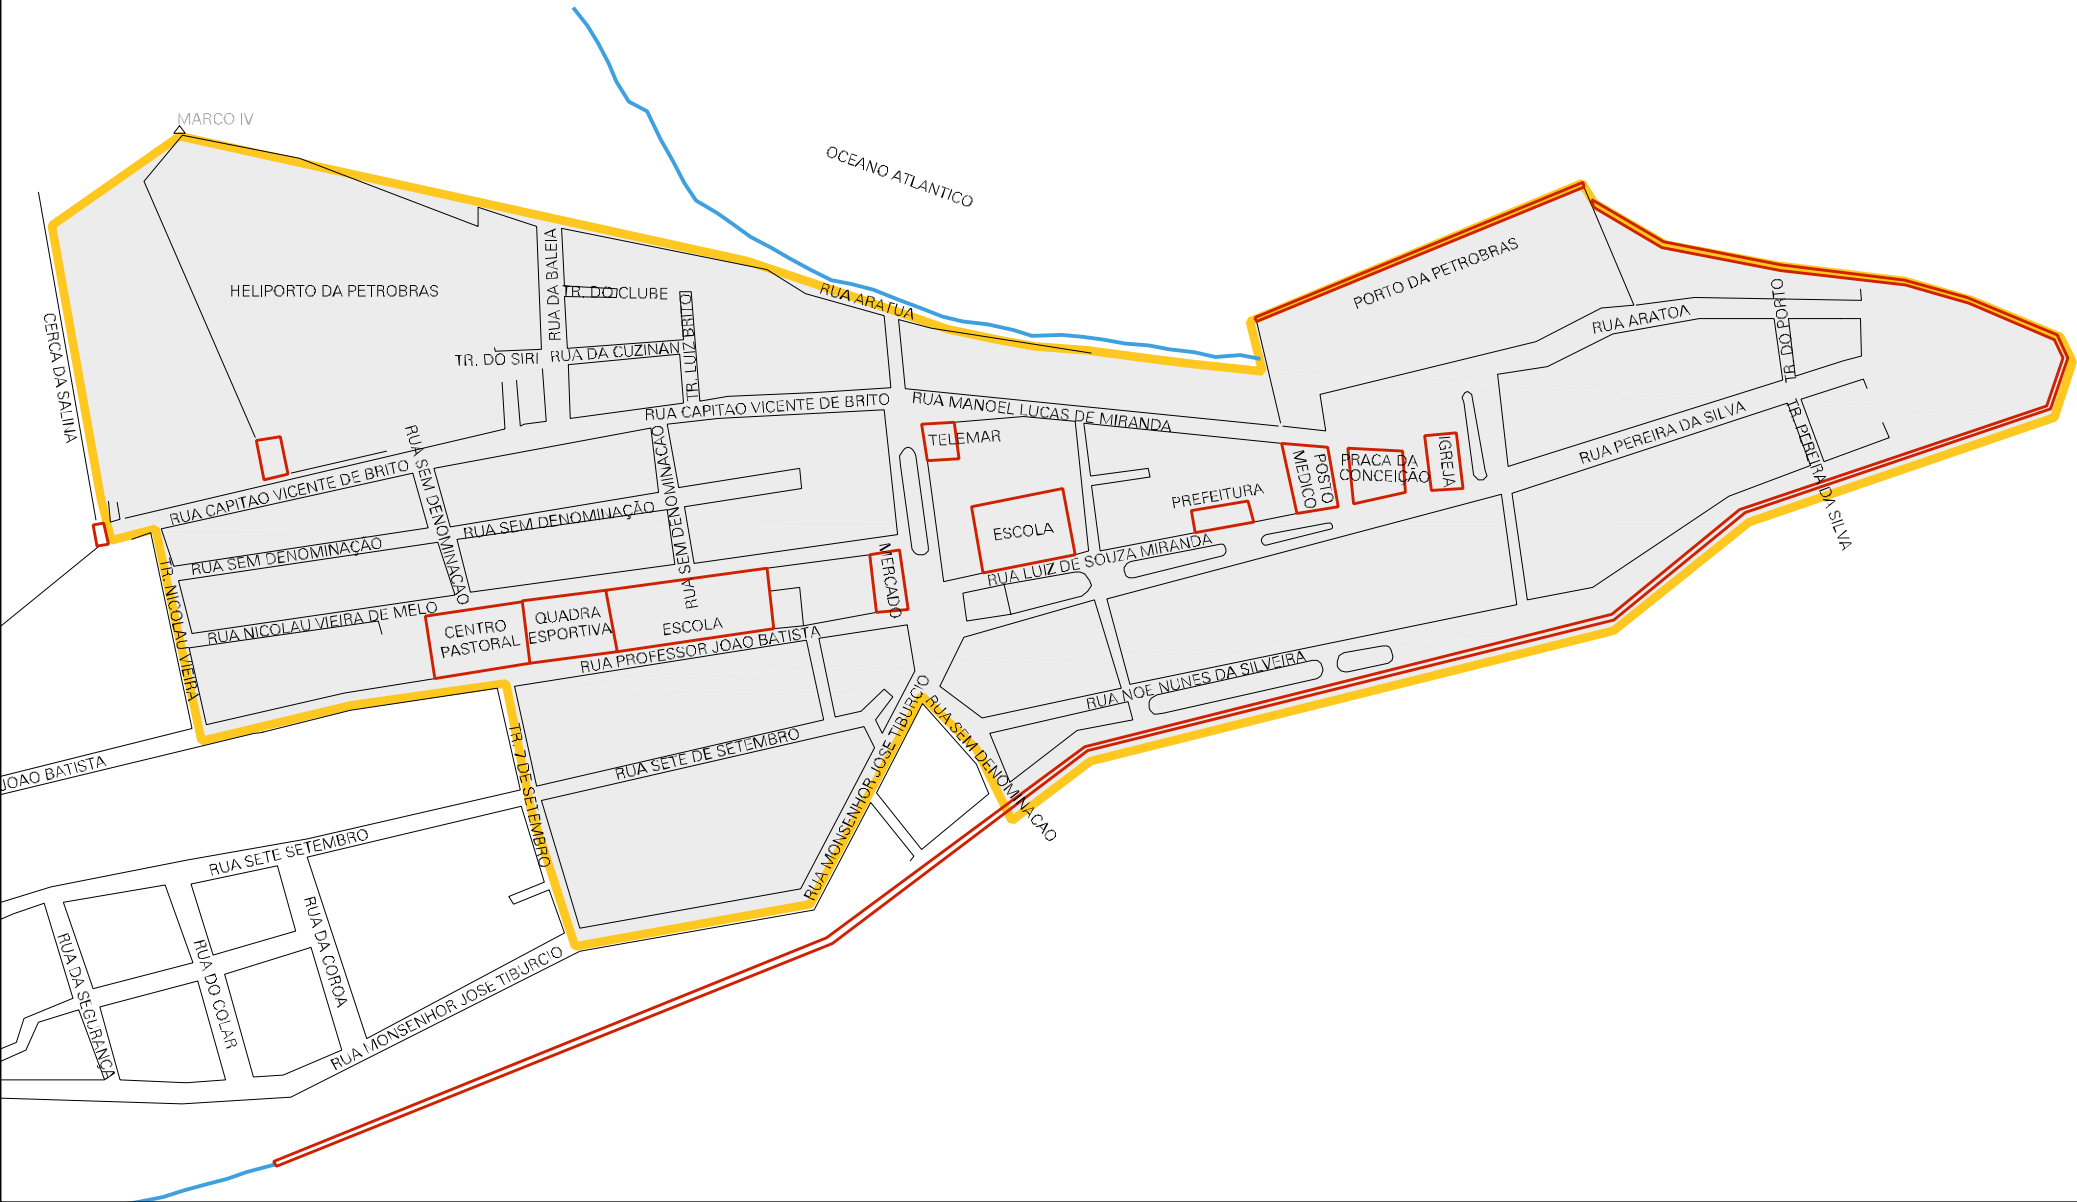 MARCO IV
OCEANO ATLANTICO
HELIPORTO DA PETROBRAS
CERCA DA SALINA
RUA DA BALEIA
TR. DO CLUBE
TR. DO SIRI
RUA DA CUZINAN
TR. LUIZ BRITO
RUA ARATUA
PORTO DA PETROBRAS
RUA ARATOA
TR. DO PORTO
RUA CAPITAO VICENTE DE BRITO
RUA MANOEL LUCAS DE MIRANDA
TELEMAR
POSTO
MEDICO
PRACA DA
CONCEIÇAO
IGREJA
RUA PEREIRA DA SILVA
TR. PEREIRA DA SILVA
RUA CAPITAO VICENTE DE BRITO
RUA SEM DENOMINACAO
RUA SEM DENOMINAÇÃO
RUA SEM DENOMINACAO
PREFEITURA
ESCOLA
RUA SEM DENOMINAÇAO
RUA LUIZ DE SOUZA MIRANDA
MERCADO
TR. NICOLAU VIEIRA
RUA NICOLAU VIEIRA DE MELO
CENTRO
PASTORAL
QUADRA
ESPORTIVA
ESCOLA
RUA SEM DENOMINACAO
RUA PROFESSOR JOAO BATISTA
RUA NOE NUNES DA SILVEIRA
JOAO BATISTA
TR. 7 DE SETEMBRO
RUA SETE DE SETEMBRO
RUA MONSENHOR JOSE TIBURCIO
RUA SEM DENOMINACAO
RUA SETE SETEMBRO
RUA DA SEGURANÇA
RUA DO COLAR
RUA DA COROA
RUA MONSENHOR JOSE TIBURCIO